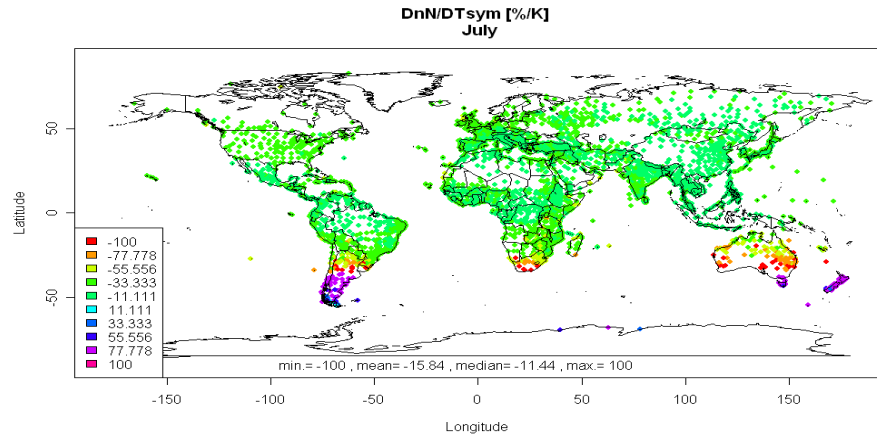 DnN/DTsym [%/K]
July
Latitude
50
0
-50
-100
-77.778
-55.556
-33.333
-11.111
11.111
33.333
55.556
77.778
100
min.= -100 , mean= -15.84 , median= -11.44 , max.= 100
-150 -100 -50 0 50 100 150
Longitude